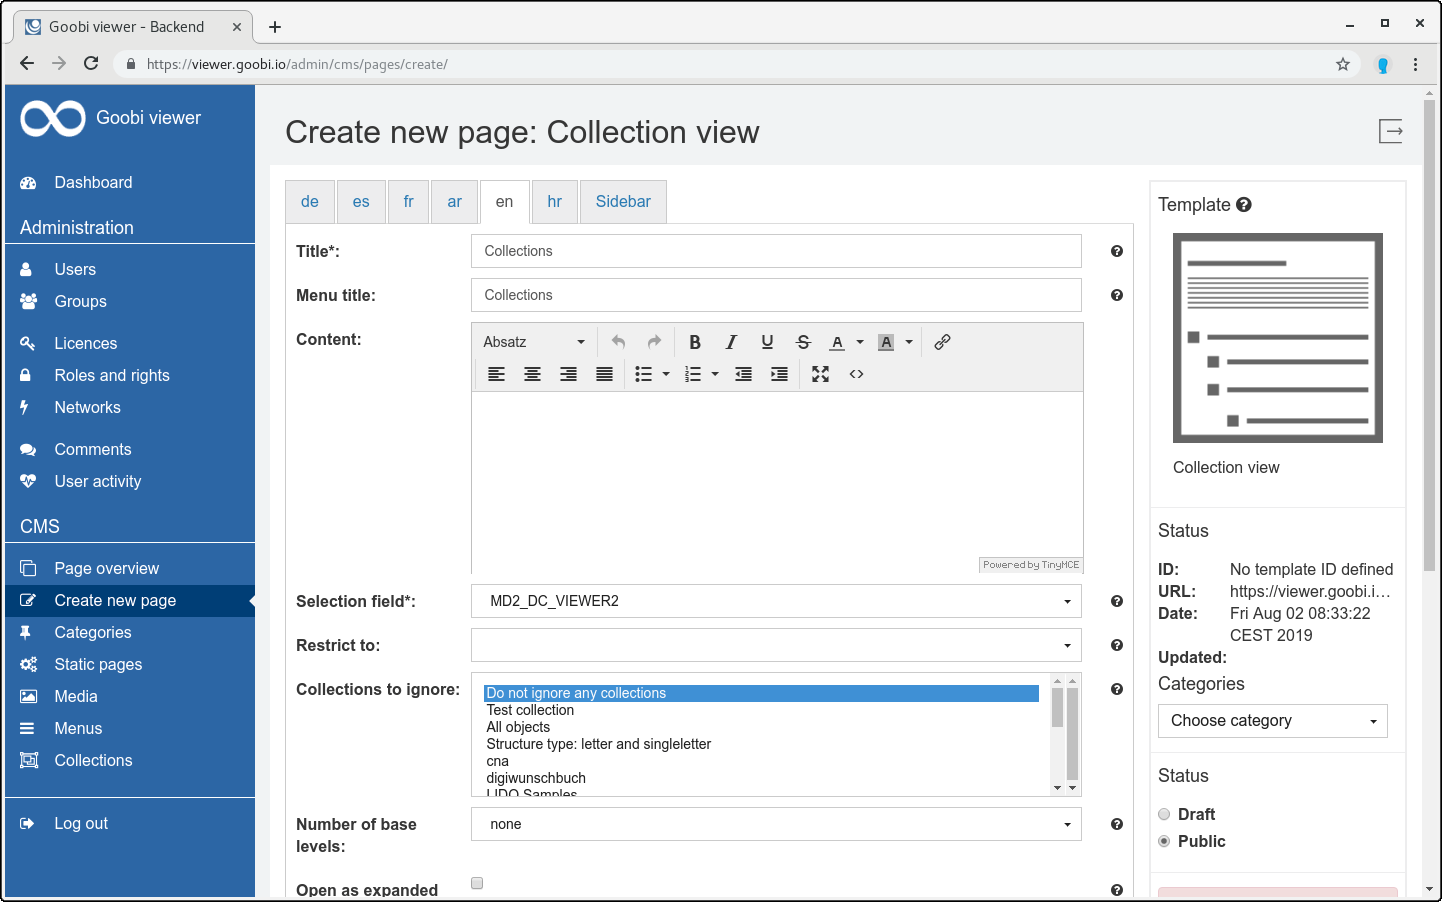 Goobi viewer - Backend
https://viewer.goobi.io/admin/cms/pages/create/
Goobi viewer
Dashboard
Administration
Users
Groups
Licences
Roles and rights
Networks
Comments
User activity
CMS
Page overview
Create new page
Categories
Static pages
Media
Menus
Collections
Log out
Create new page: Collection view
de es fr ar en hr Sidebar
Title*: Collections
Menu title: Collections
Content: Absatz
Powered by TinyMCE
Selection field*: MD2_DC_VIEWER2
Restrict to:
Collections to ignore: Do not ignore any collections
Test collection
All objects
Structure type: letter and singleletter
cna
digiwunschbuch
LIDO Samples
Number of base levels: none
Open as expanded
Template
Collection view
Status
ID: No template ID defined
URL: https://viewer.goobi.i...
Date: Fri Aug 02 08:33:22
CEST 2019
Updated:
Categories
Choose category
Status
Draft
Public